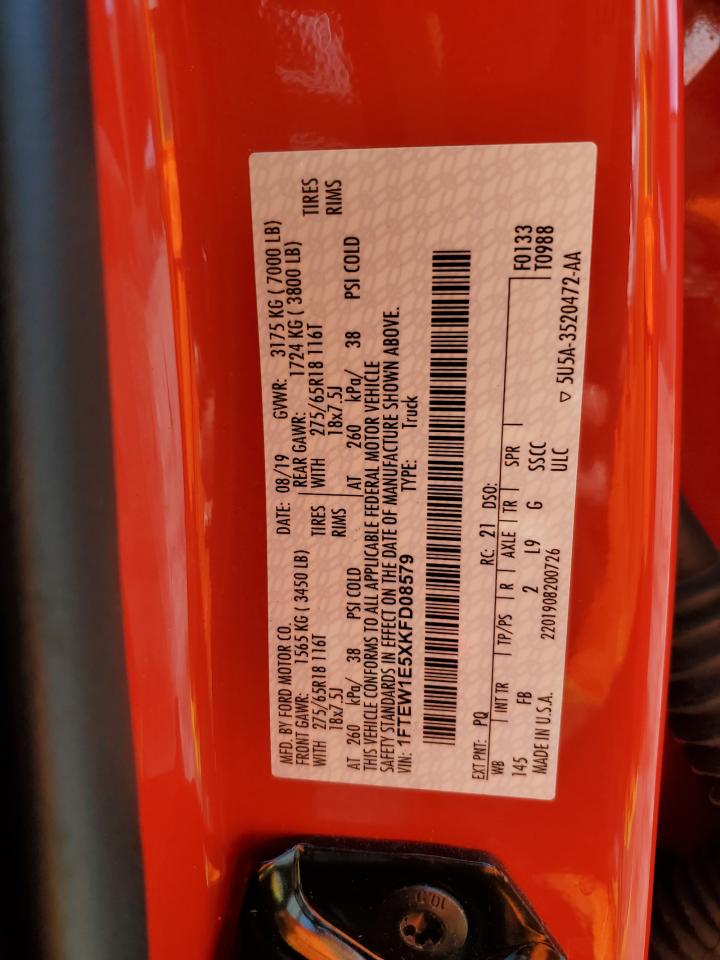 MFD. BY FORD MOTOR CO. DATE: 08/19 GVWR: 3175 KG ( 7000 LB)
FRONT GAWR: 1565 KG ( 3450 LB) REAR GAWR: 1724 KG ( 3800 LB)
WITH 275/65R18 116T TIRES WITH 275/65R18 116T TIRES
18x7.5J RIMS 18x7.5J RIMS
AT 260 kPa/ 38 PSI COLD AT 260 kPa/ 38 PSI COLD
THIS VEHICLE CONFORMS TO ALL APPLICABLE FEDERAL MOTOR VEHICLE
SAFETY STANDARDS IN EFFECT ON THE DATE OF MANUFACTURE SHOWN ABOVE.
VIN: 1FTEW1E5XKFD08579 TYPE: Truck
EXT PNT: PQ RC: 21 DSO: F0133
WB INT TR TP/PS R AXLE TR SPR T0988
145 FB 2 L9 G SSCC
MADE IN U.S.A. 2201908200726 ULC ▽ 5U5A-3520472-AA